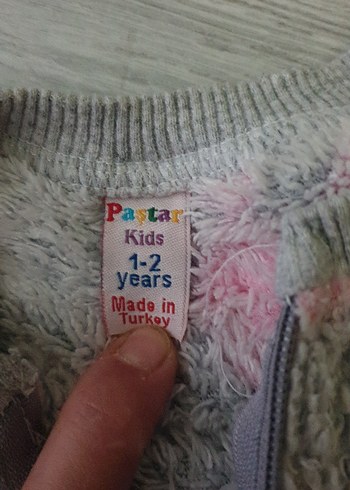 Paştar
Kids
1-2
years
Made in
Turkey